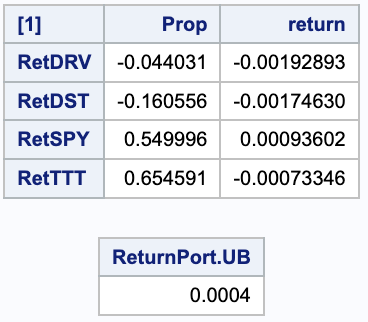 [1] Prop return
RetDRV -0.044031 -0.00192893
RetDST -0.160556 -0.00174630
RetSPY 0.549996 0.00093602
RetTTT 0.654591 -0.00073346
ReturnPort.UB
0.0004